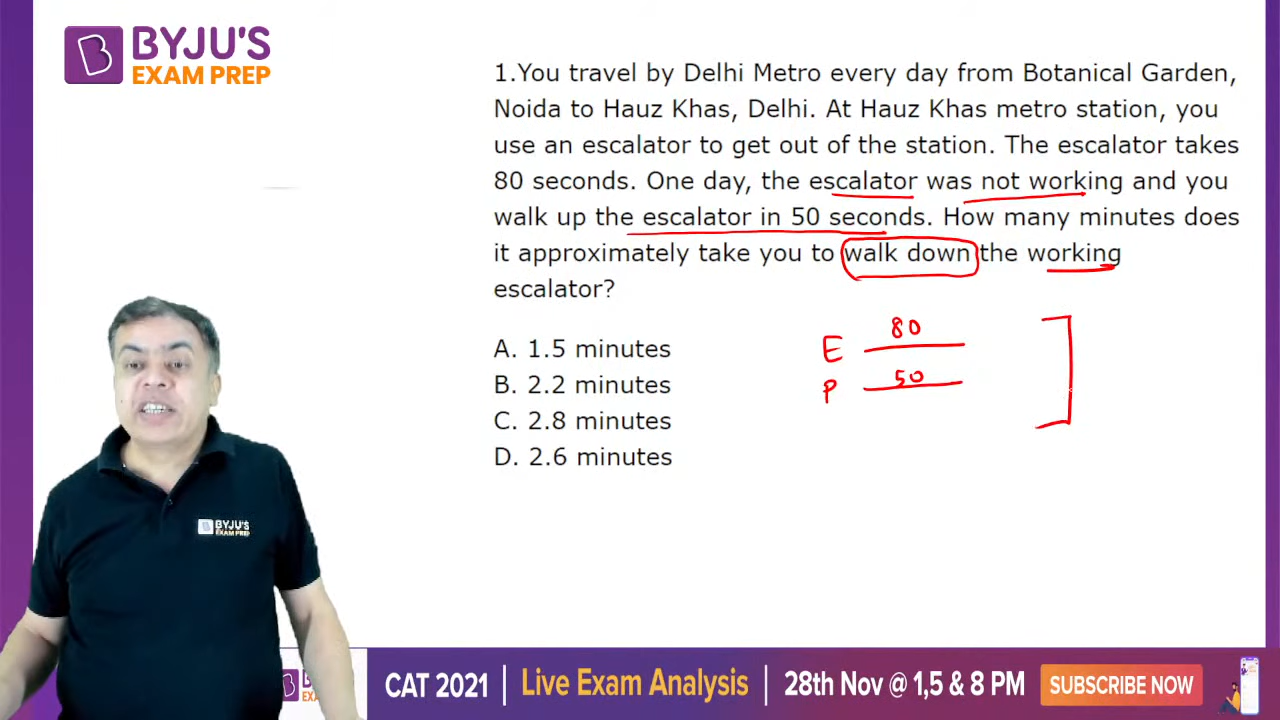 BYJU'S
EXAM PREP
1.You travel by Delhi Metro every day from Botanical Garden,
Noida to Hauz Khas, Delhi. At Hauz Khas metro station, you
use an escalator to get out of the station. The escalator takes
80 seconds. One day, the escalator was not working and you
walk up the escalator in 50 seconds. How many minutes does
it approximately take you to walk down the working
escalator?
A. 1.5 minutes
B. 2.2 minutes
C. 2.8 minutes
D. 2.6 minutes
E 80
P 50
BYJU'S
EXAM PREP
BYJU'S
EXAM PREP
CAT 2021 | Live Exam Analysis | 28th Nov @ 1,5 & 8 PM SUBSCRIBE NOW